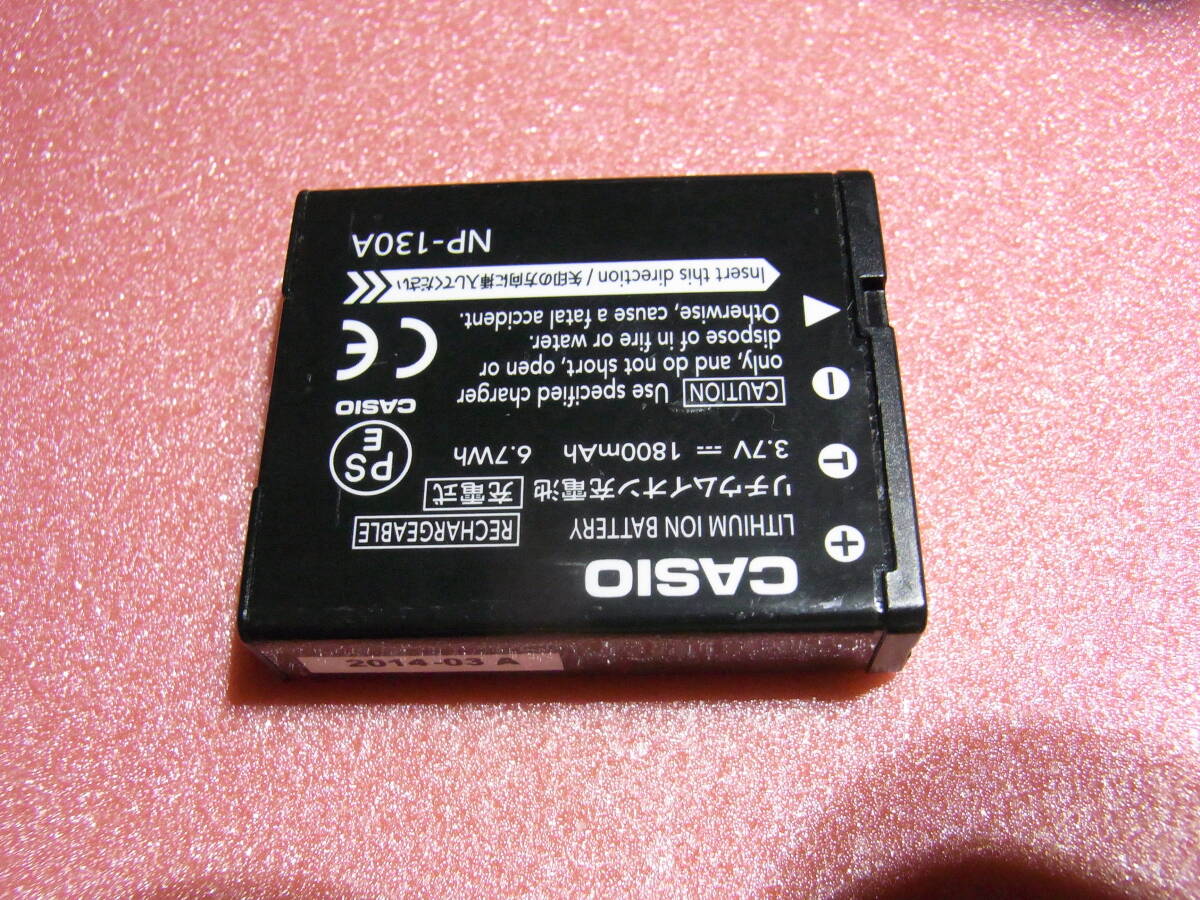 CASIO
LITHIUM ION BATTERY RECHARGEABLE
リチウムイオン充電池 充電式
3.7V ⎓ 1800mAh 6.7Wh
CAUTION Use specified charger
only, and do not short, open or
dispose of in fire or water.
Otherwise, cause a fatal accident.
PS
E
CASIO
CE
Insert this direction / 矢印の方向に挿入してください
NP-130A
+
T
−
2014-03 A